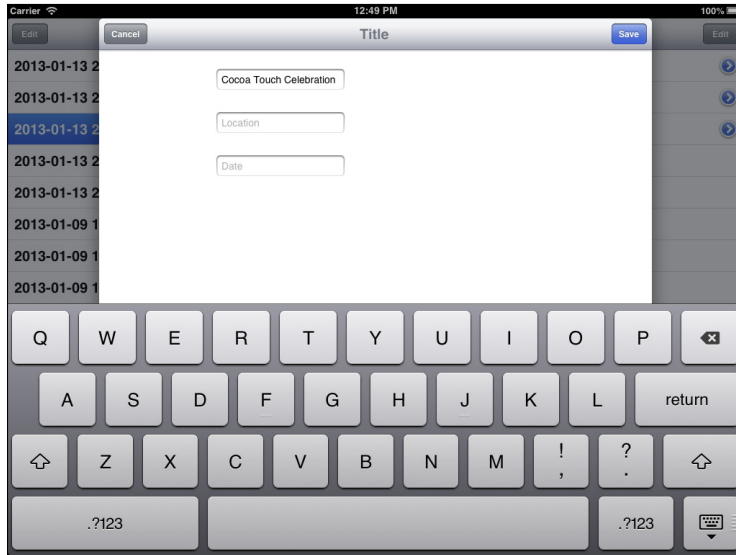 Carrier 12:49 PM 100%
Edit Cancel Title Save Edit
2013-01-13 2
Cocoa Touch Celebration
2013-01-13 2
Location
2013-01-13 2
Date
2013-01-13 2
2013-01-13 2
2013-01-09 1
2013-01-09 1
2013-01-09 1
Q W E R T Y U I O P
A S D F G H J K L return
Z X C V B N M ! , ? .
.?123 .?123